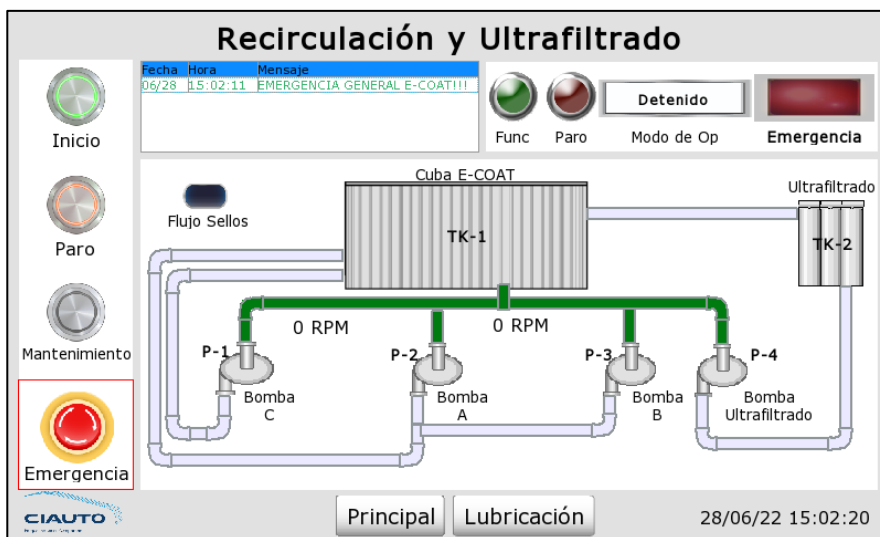 Recirculación y Ultrafiltrado
Fecha Hora Mensaje
06/28 15:02:11 EMERGENCIA GENERAL E-COAT!!!
Inicio
Paro
Mantenimiento
Emergencia
Func Paro
Detenido
Modo de Op
Emergencia
Cuba E-COAT
Ultrafiltrado
Flujo Sellos
TK-1
TK-2
0 RPM
0 RPM
P-1
P-2
P-3
P-4
Bomba
C
Bomba
A
Bomba
B
Bomba
Ultrafiltrado
CIAUTO
Principal
Lubricación
28/06/22 15:02:20